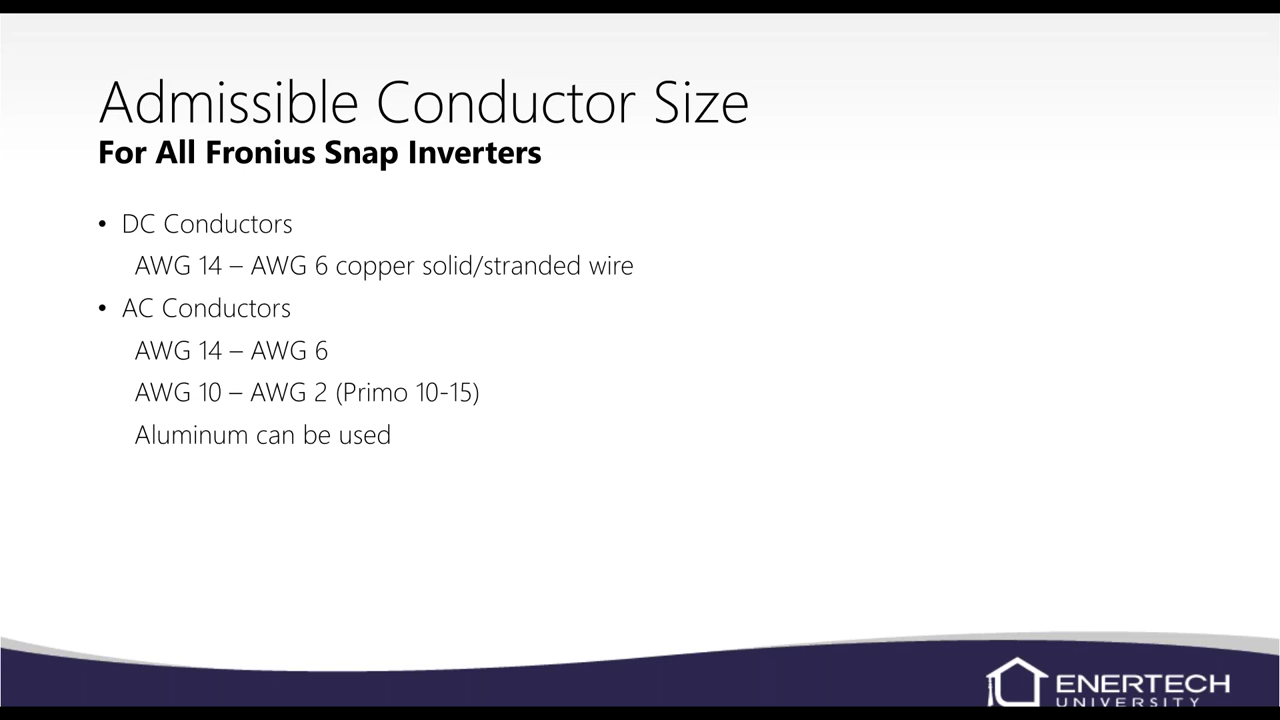 Admissible Conductor Size
For All Fronius Snap Inverters
• DC Conductors
AWG 14 – AWG 6 copper solid/stranded wire
• AC Conductors
AWG 14 – AWG 6
AWG 10 – AWG 2 (Primo 10-15)
Aluminum can be used
ENERTECH
UNIVERSITY